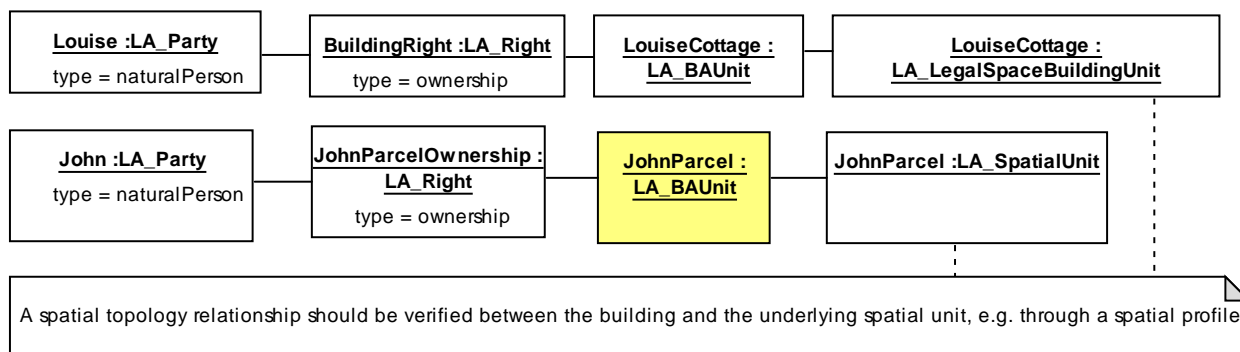 Louise :LA_Party
type = naturalPerson
BuildingRight :LA_Right
type = ownership
LouiseCottage :
LA_BAUnit
LouiseCottage :
LA_LegalSpaceBuildingUnit
John :LA_Party
type = naturalPerson
JohnParcelOwnership :
LA_Right
type = ownership
JohnParcel :
LA_BAUnit
JohnParcel :LA_SpatialUnit
A spatial topology relationship should be verified between the building and the underlying spatial unit, e.g. through a spatial profile